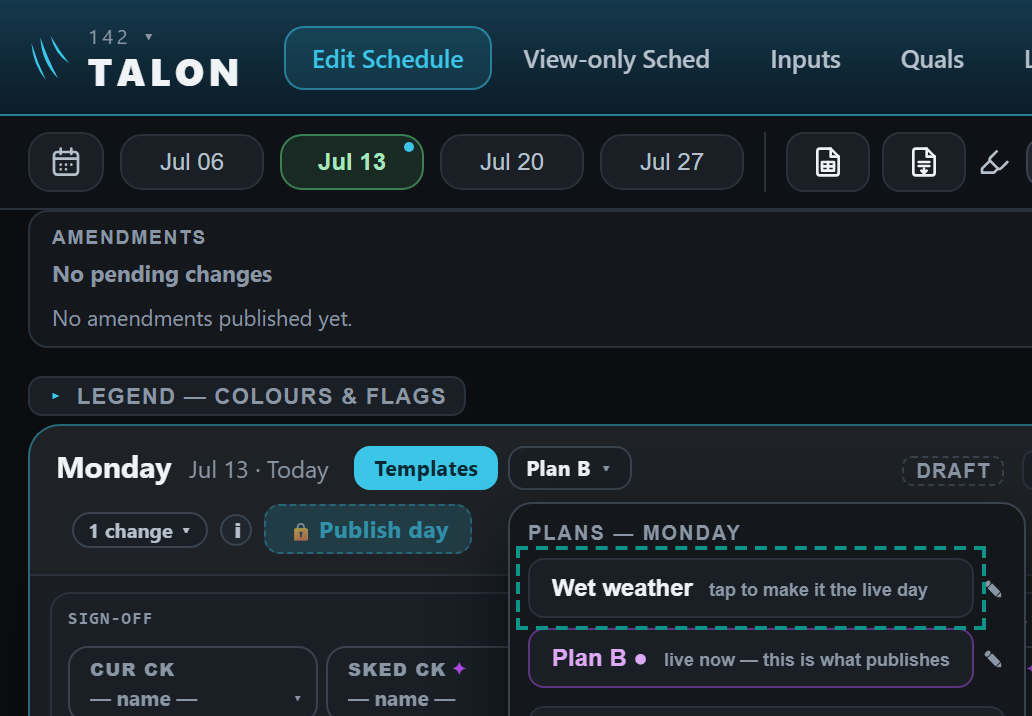 142 ▾
TALON
Edit Schedule
View-only Sched
Inputs
Quals
Jul 06
Jul 13
Jul 20
Jul 27
AMENDMENTS
No pending changes
No amendments published yet.
▸ LEGEND — COLOURS & FLAGS
Monday Jul 13 · Today
Templates
Plan B ▾
DRAFT
1 change ▾
i
Publish day
PLANS — MONDAY
Wet weather tap to make it the live day
Plan B ● live now — this is what publishes
SIGN-OFF
CUR CK
— name — ▾
SKED CK ✦
— name —